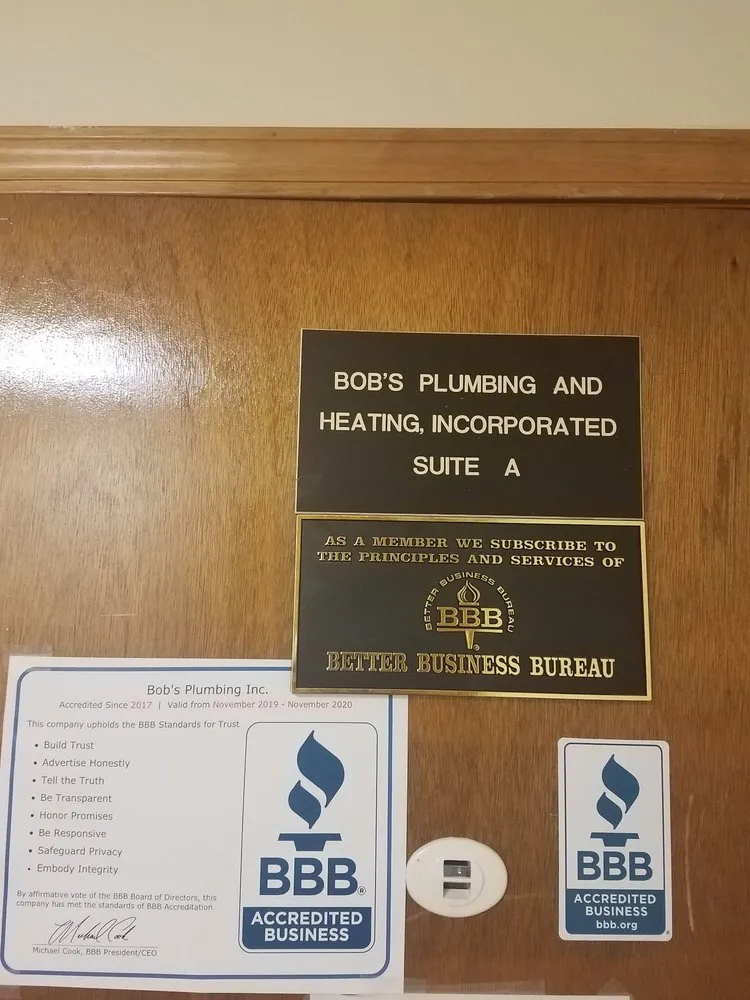 BOB'S PLUMBING AND
HEATING, INCORPORATED
SUITE A
AS A MEMBER WE SUBSCRIBE TO
THE PRINCIPLES AND SERVICES OF
BETTER BUSINESS BUREAU
BBB
®
BETTER BUSINESS BUREAU
Bob's Plumbing Inc.
Accredited Since 2017 | Valid from November 2019 - November 2020
This company upholds the BBB Standards for Trust
• Build Trust
• Advertise Honestly
• Tell the Truth
• Be Transparent
• Honor Promises
• Be Responsive
• Safeguard Privacy
• Embody Integrity
By affirmative vote of the BBB Board of Directors, this
company has met the standards of BBB Accreditation.
Michael Cook
Michael Cook, BBB President/CEO
BBB®
ACCREDITED
BUSINESS
BBB
ACCREDITED
BUSINESS
bbb.org